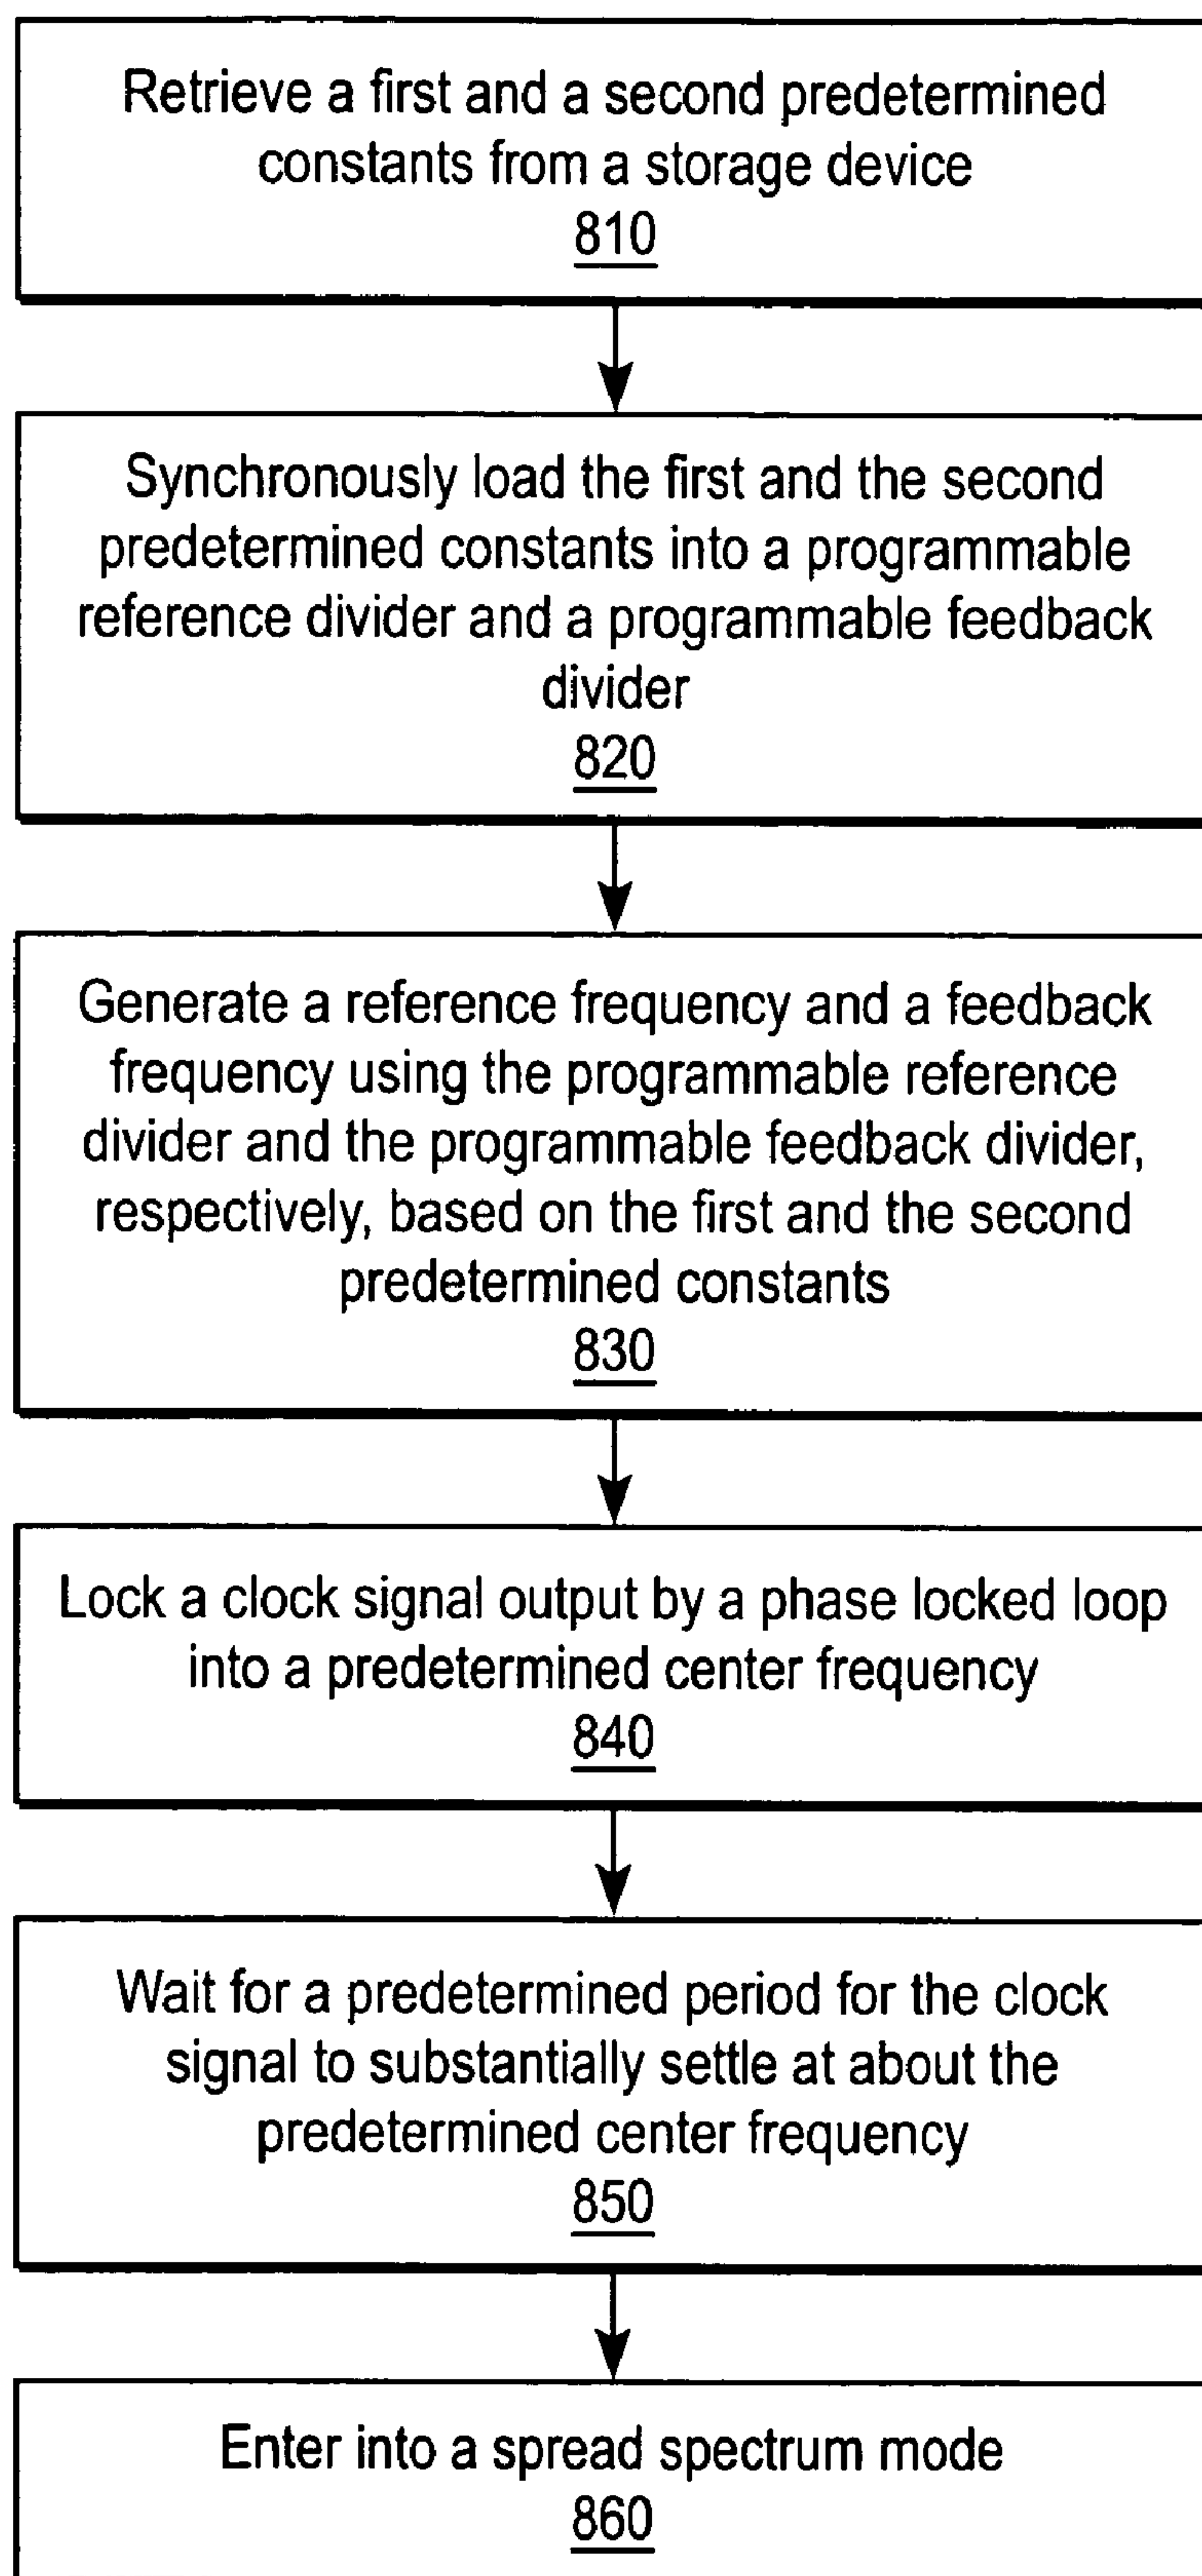 Retrieve a first and a second predetermined
constants from a storage device
810
Synchronously load the first and the second
predetermined constants into a programmable
reference divider and a programmable feedback
divider
820
Generate a reference frequency and a feedback
frequency using the programmable reference
divider and the programmable feedback divider,
respectively, based on the first and the second
predetermined constants
830
Lock a clock signal output by a phase locked loop
into a predetermined center frequency
840
Wait for a predetermined period for the clock
signal to substantially settle at about the
predetermined center frequency
850
Enter into a spread spectrum mode
860